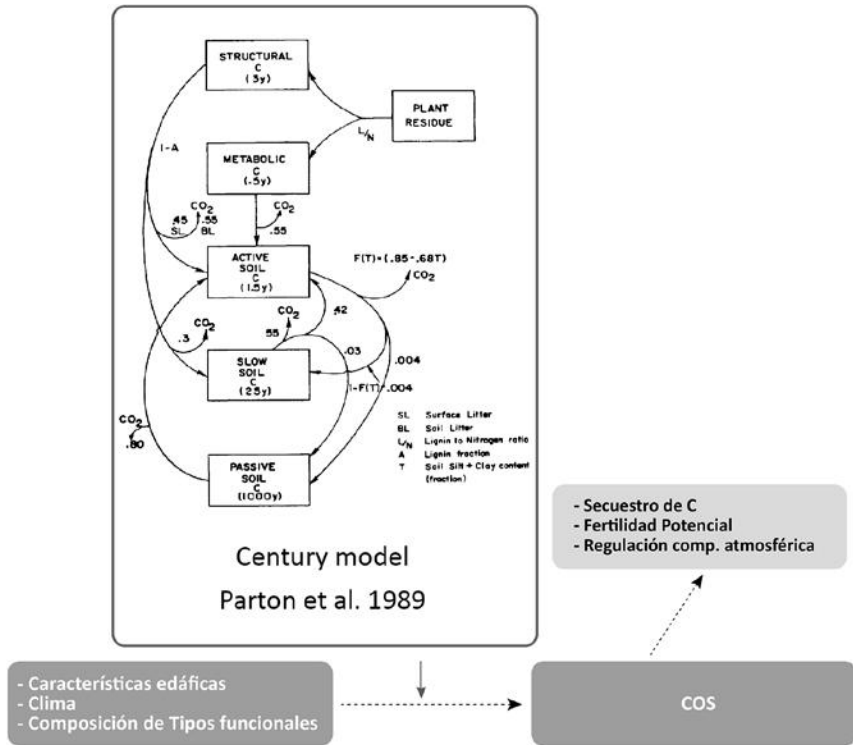 STRUCTURAL
C
(3y)
PLANT
RESIDUE
L/N
1-A
METABOLIC
C
(.5y)
CO2
.45
SL
.55
BL
CO2
.55
ACTIVE
SOIL
C
(1.5y)
F(T)=(.85-.68T)
CO2
CO2
.3
CO2
.55
.42
.03
.004
SLOW
SOIL
C
(25y)
1-F(T)-.004
CO2
.80
PASSIVE
SOIL
C
(1000y)
SL Surface Litter
BL Soil Litter
L/N Lignin to Nitrogen ratio
A Lignin fraction
T Soil Silt + Clay content
(fraction)
Century model
Parton et al. 1989
- Secuestro de C
- Fertilidad Potencial
- Regulación comp. atmosférica
- Características edáficas
- Clima
- Composición de Tipos funcionales
COS